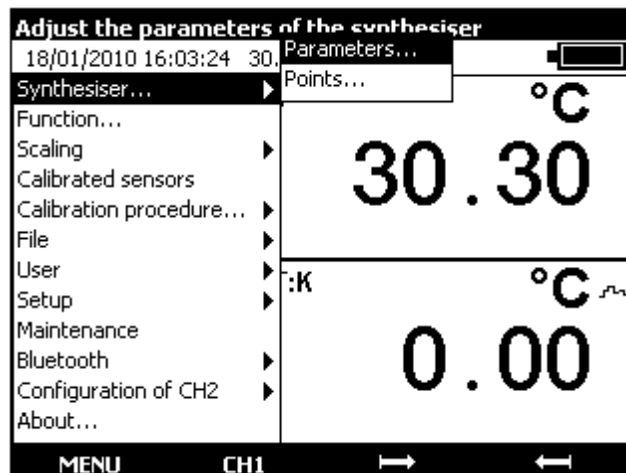 Adjust the parameters of the synthesiser
18/01/2010 16:03:24 30.
Parameters...
Points...
Synthesiser...
Function...
Scaling
Calibrated sensors
Calibration procedure...
File
User
Setup
Maintenance
Bluetooth
Configuration of CH2
About...
°C
30.30
:K
°C
0.00
MENU CH1